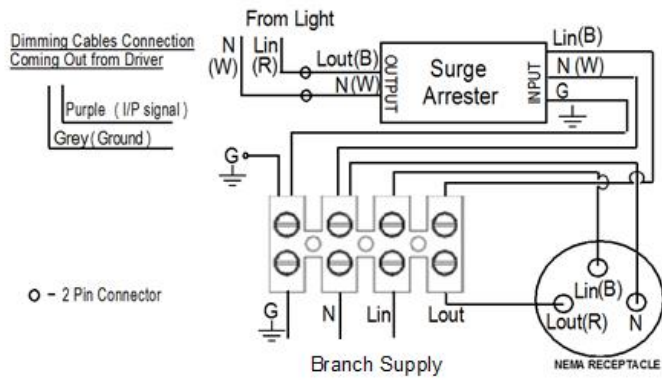 Dimming Cables Connection
Coming Out from Driver
Purple ( I/P signal )
Grey(Ground)
From Light
N
(W)
Lin
(R)
Lout(B)
N(W)
OUTPUT
Surge
Arrester
INPUT
Lin(B)
N (W)
G
G
- 2 Pin Connector
G
N
Lin
Lout
Branch Supply
Lin(B)
Lout(R)
N
NEMA RECEPTACLE